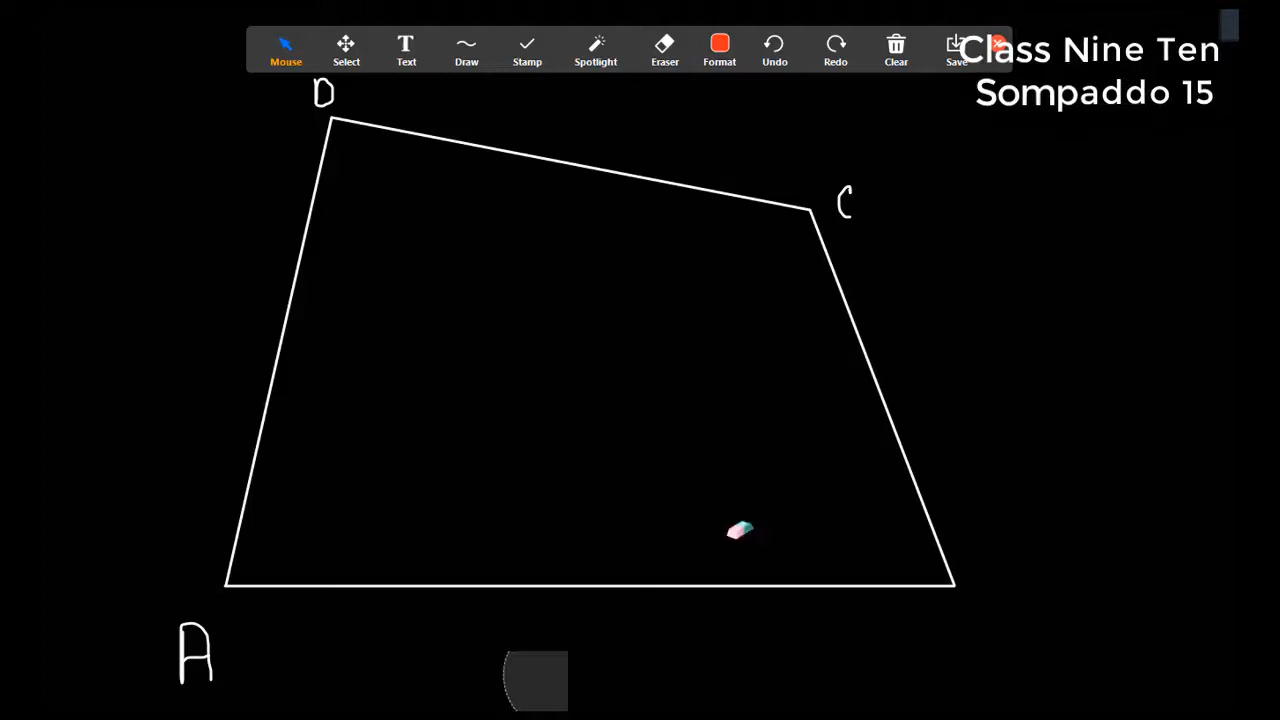 Mouse Select Text Draw Stamp Spotlight Eraser Format Undo Redo Clear Save
Class Nine Ten
Sompaddo 15
D
C
A